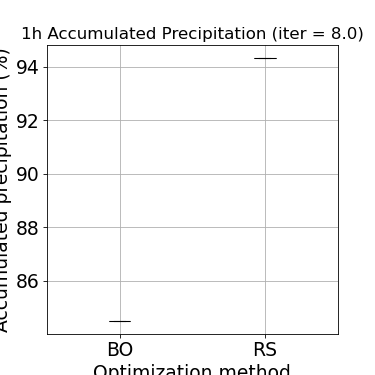 1h Accumulated Precipitation (iter = 8.0)
Accumulated precipitation (%)
94
92
90
88
86
BO
RS
Optimization method